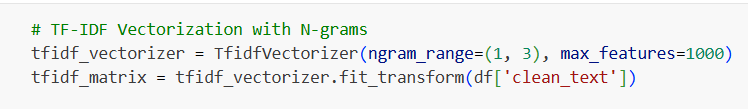 # TF-IDF Vectorization with N-grams
tfidf_vectorizer = TfidfVectorizer(ngram_range=(1, 3), max_features=1000)
tfidf_matrix = tfidf_vectorizer.fit_transform(df['clean_text'])